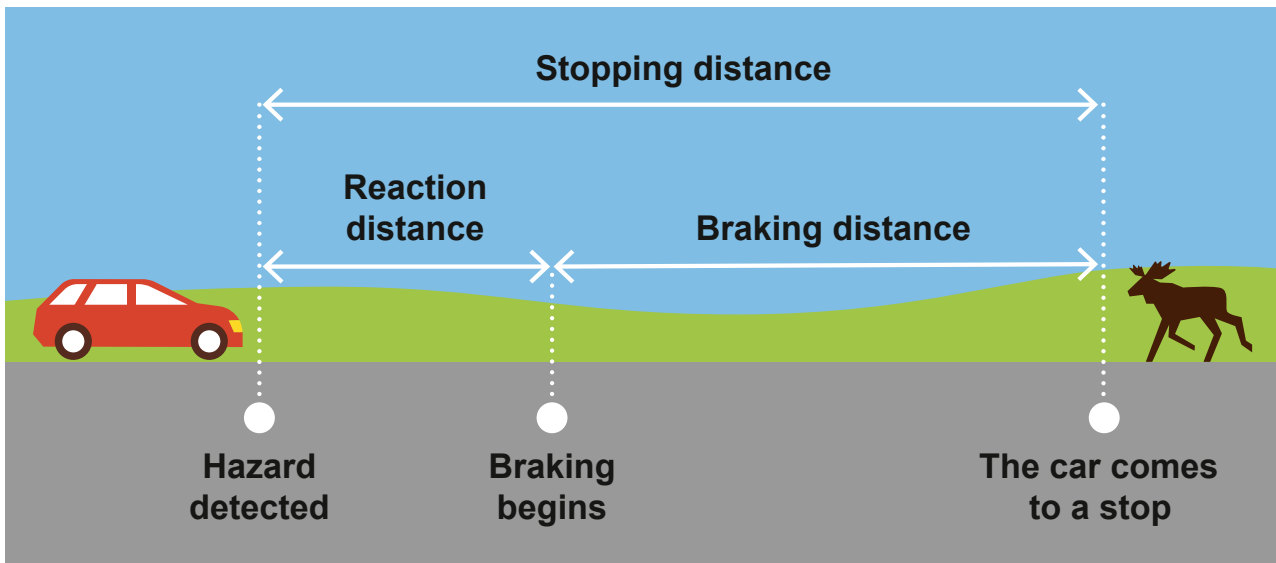 Stopping distance
Reaction
distance
Braking distance
Hazard
detected
Braking
begins
The car comes
to a stop